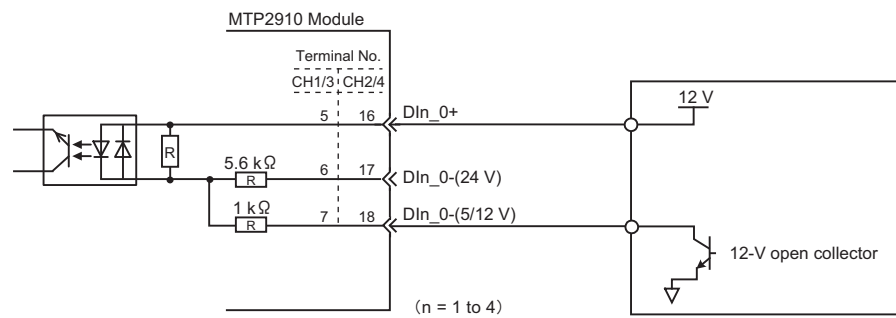 MTP2910 Module
Terminal No.
CH1/3 CH2/4
12 V
5 16 DIn_0+
R
5.6 kΩ
R
6 17 DIn_0-(24 V)
1 kΩ
R
7 18 DIn_0-(5/12 V)
12-V open collector
(n = 1 to 4)